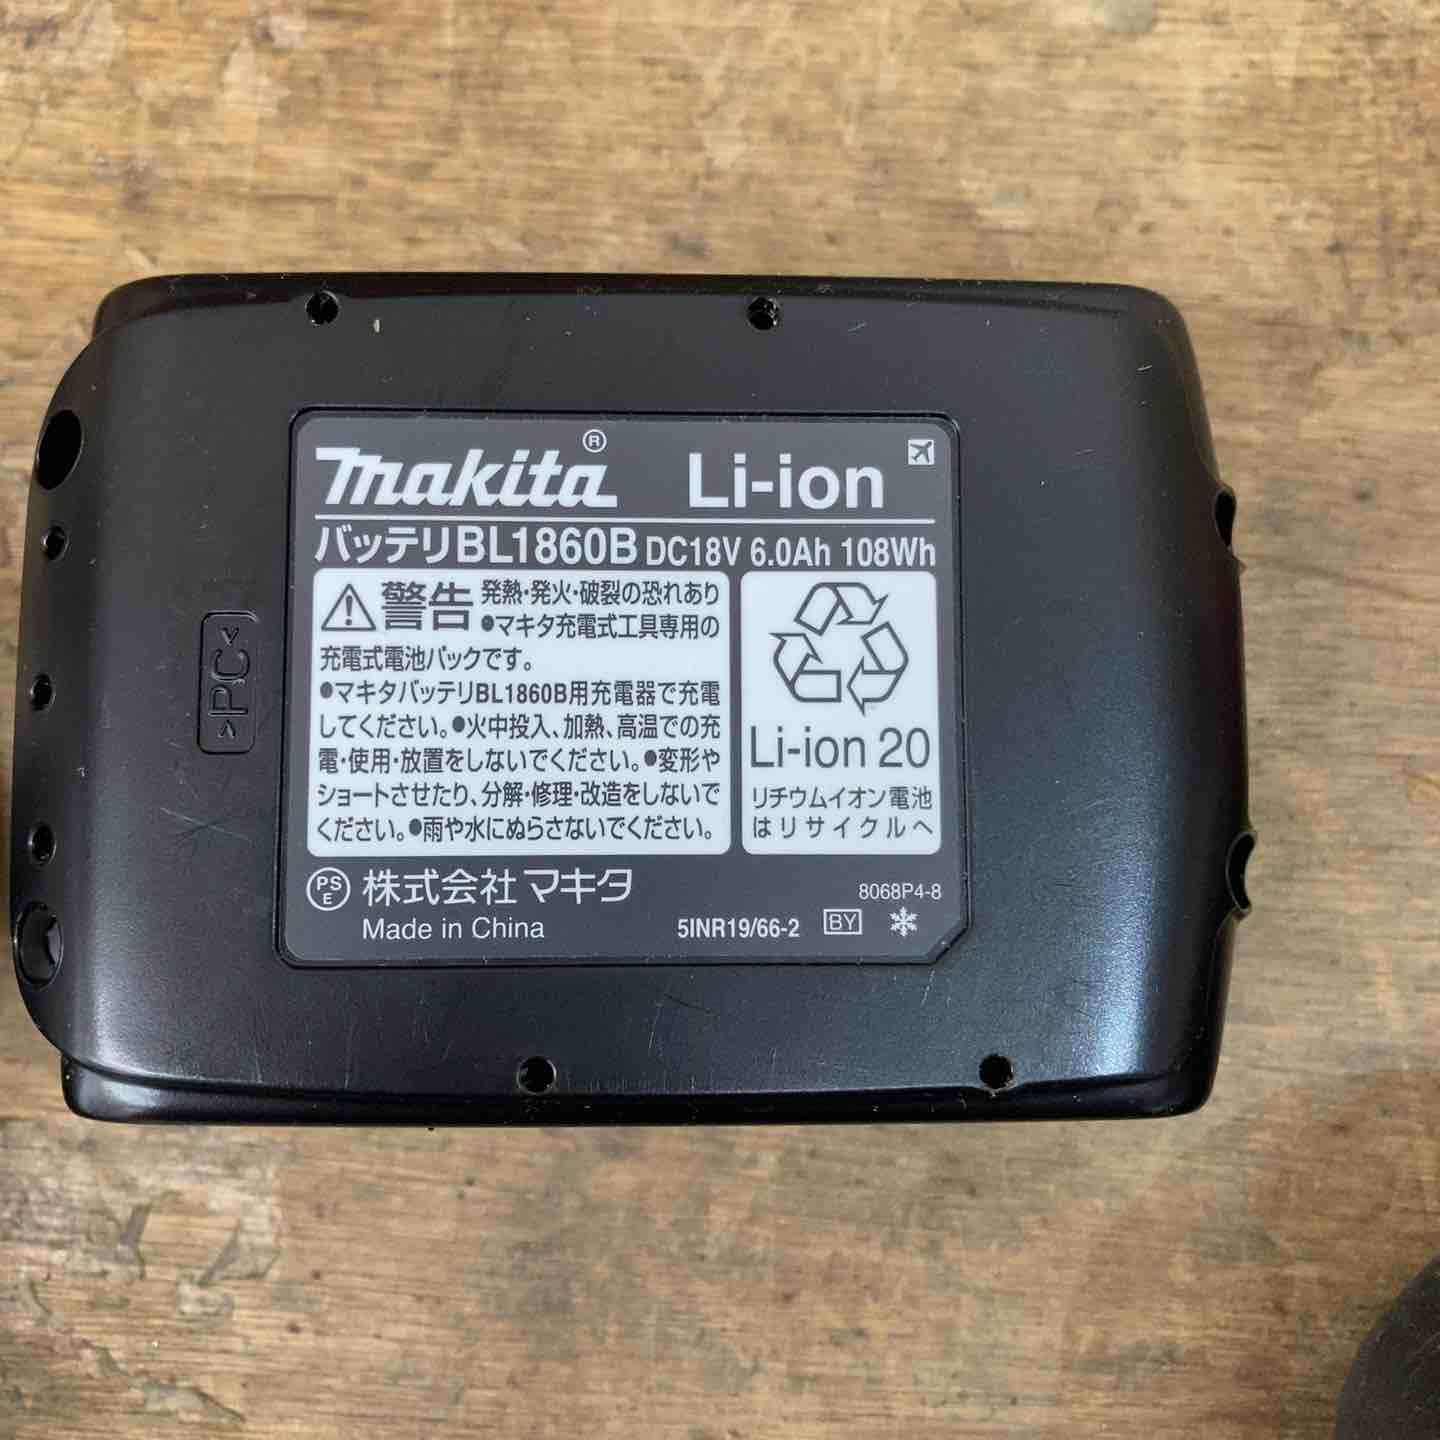 makita® Li-ion
バッテリBL1860B DC18V 6.0Ah 108Wh
警告 発熱・発火・破裂の恐れあり
●マキタ充電式工具専用の
充電式電池パックです。
●マキタバッテリBL1860B用充電器で充電
してください。●火中投入、加熱、高温での充
電・使用・放置をしないでください。●変形や
ショートさせたり、分解・修理・改造をしないで
ください。●雨や水にぬらさないでください。
Li-ion 20
リチウムイオン電池
はリサイクルへ
PSE 株式会社マキタ
8068P4-8
Made in China
5INR19/66-2 BY
>PC<